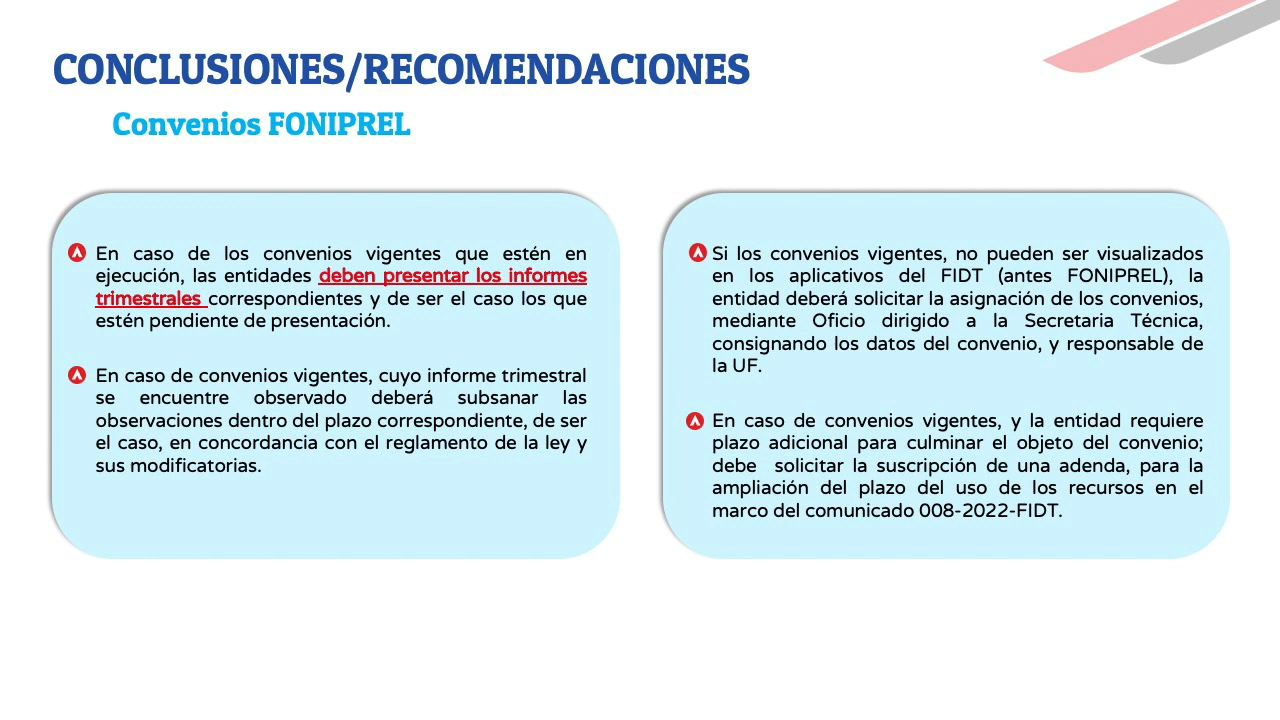 CONCLUSIONES/RECOMENDACIONES
Convenios FONIPREL
En caso de los convenios vigentes que estén en
ejecución, las entidades deben presentar los informes
trimestrales correspondientes y de ser el caso los que
estén pendiente de presentación.
En caso de convenios vigentes, cuyo informe trimestral
se encuentre observado deberá subsanar las
observaciones dentro del plazo correspondiente, de ser
el caso, en concordancia con el reglamento de la ley y
sus modificatorias.
Si los convenios vigentes, no pueden ser visualizados
en los aplicativos del FIDT (antes FONIPREL), la
entidad deberá solicitar la asignación de los convenios,
mediante Oficio dirigido a la Secretaria Técnica,
consignando los datos del convenio, y responsable de
la UF.
En caso de convenios vigentes, y la entidad requiere
plazo adicional para culminar el objeto del convenio;
debe solicitar la suscripción de una adenda, para la
ampliación del plazo del uso de los recursos en el
marco del comunicado 008-2022-FIDT.